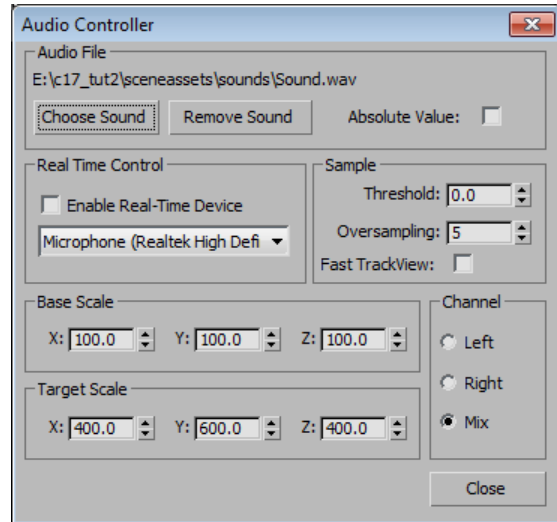 Audio Controller
Audio File
E:\c17_tut2\sceneassets\sounds\Sound.wav
Choose Sound Remove Sound Absolute Value:
Real Time Control
Enable Real-Time Device
Microphone (Realtek High Defi
Sample
Threshold: 0.0
Oversampling: 5
Fast TrackView:
Base Scale
X: 100.0 Y: 100.0 Z: 100.0
Target Scale
X: 400.0 Y: 600.0 Z: 400.0
Channel
Left
Right
Mix
Close